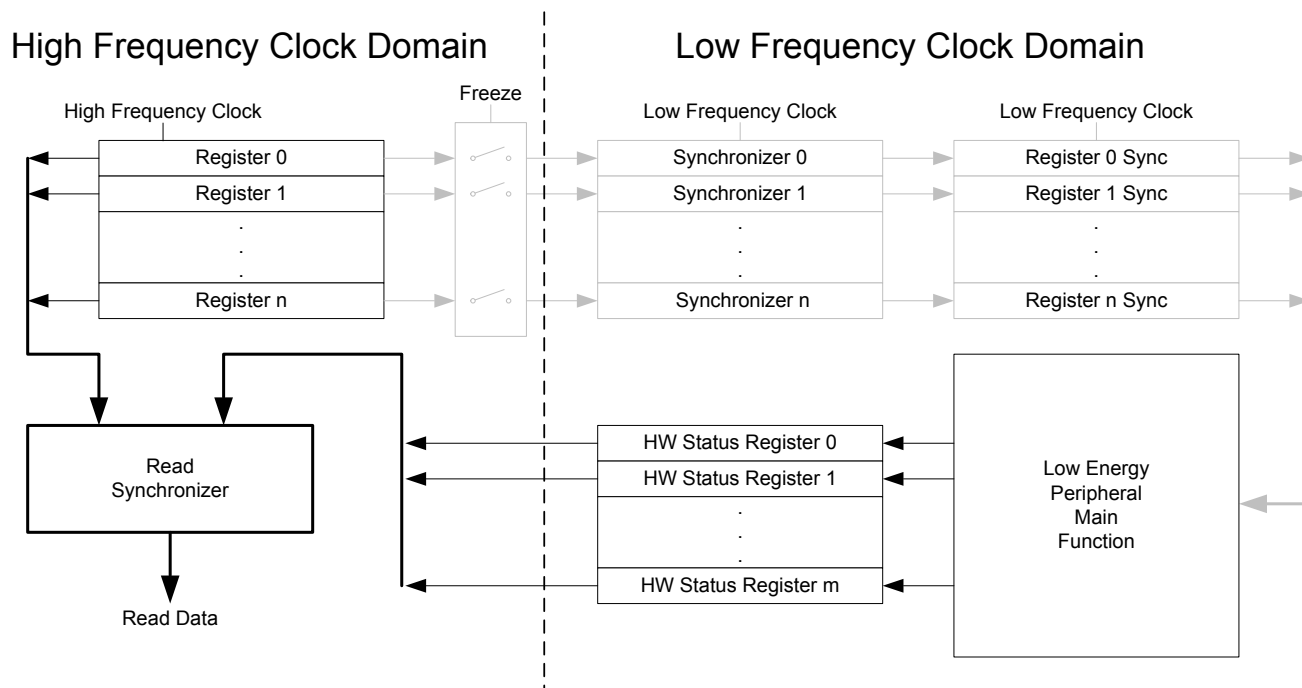 High Frequency Clock Domain
Low Frequency Clock Domain
Freeze
High Frequency Clock
Low Frequency Clock
Low Frequency Clock
Register 0
Synchronizer 0
Register 0 Sync
Register 1
Synchronizer 1
Register 1 Sync
.
.
.
.
.
.
.
.
.
Register n
Synchronizer n
Register n Sync
Read
Synchronizer
Read Data
HW Status Register 0
HW Status Register 1
.
.
.
HW Status Register m
Low Energy
Peripheral
Main
Function